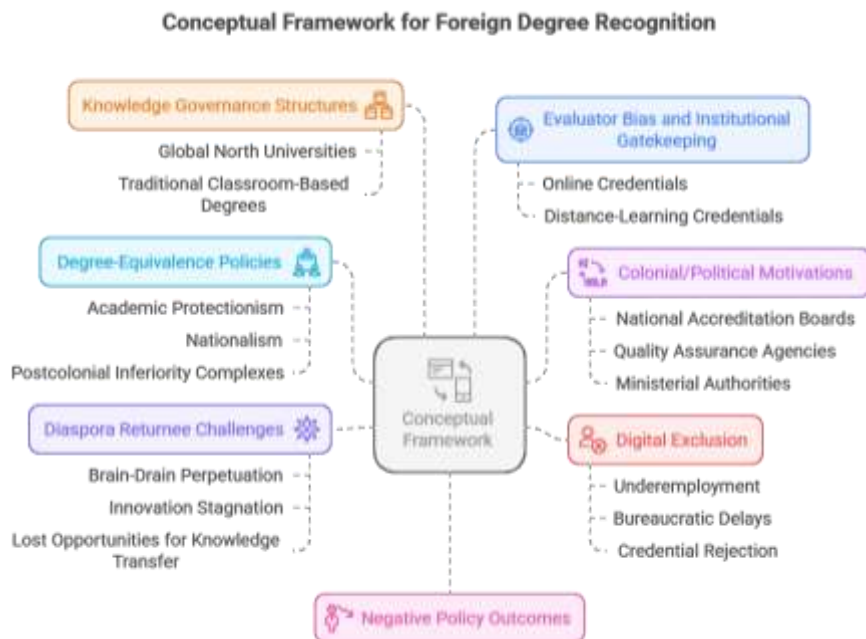 Conceptual Framework for Foreign Degree Recognition
Knowledge Governance Structures
Global North Universities
Traditional Classroom-Based
Degrees
Evaluator Bias and Institutional
Gatekeeping
Online Credentials
Distance-Learning Credentials
Degree-Equivalence Policies
Academic Protectionism
Nationalism
Postcolonial Inferiority Complexes
Colonial/Political Motivations
National Accreditation Boards
Quality Assurance Agencies
Ministerial Authorities
Conceptual
Framework
Diaspora Returnee Challenges
Brain-Drain Perpetuation
Innovation Stagnation
Lost Opportunities for Knowledge
Transfer
Digital Exclusion
Underemployment
Bureaucratic Delays
Credential Rejection
Negative Policy Outcomes